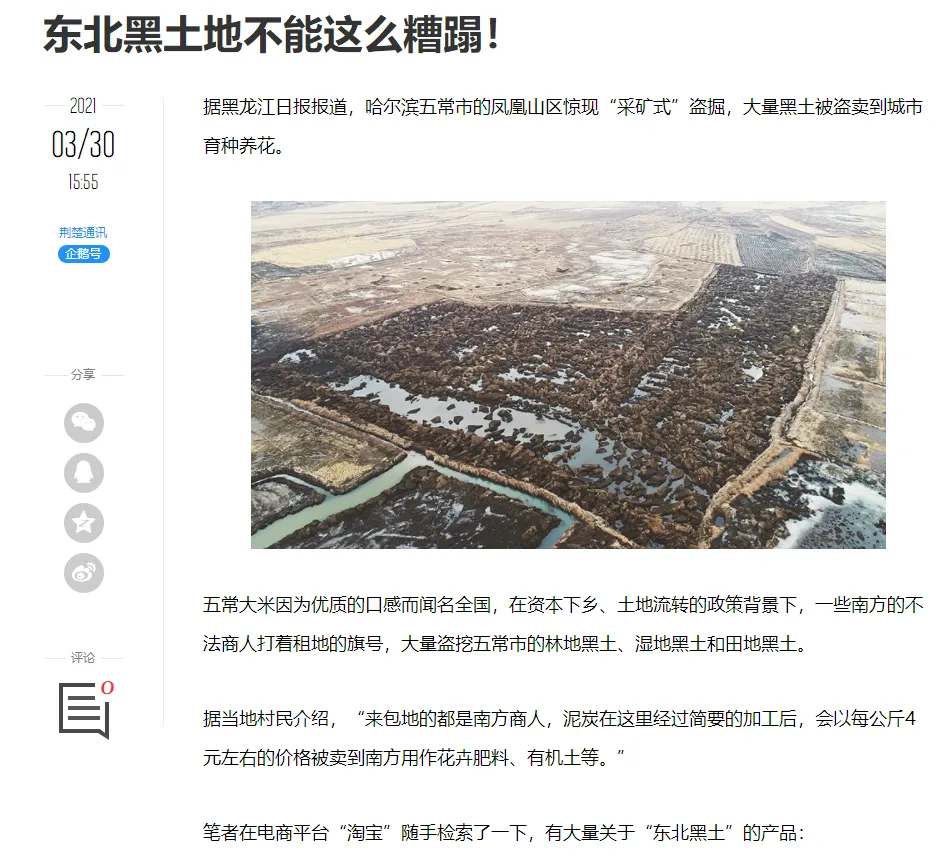 东北黑土地不能这么糟蹋！
2021
03/30
15:55
荆楚通讯
企鹅号
分享
评论
0
据黑龙江日报报道，哈尔滨五常市的凤凰山区惊现“采矿式”盗掘，大量黑土被盗卖到城市
育种养花。
五常大米因为优质的口感而闻名全国，在资本下乡、土地流转的政策背景下，一些南方的不
法商人打着租地的旗号，大量盗挖五常市的林地黑土、湿地黑土和田地黑土。
据当地村民介绍，“来包地的都是南方商人，泥炭在这里经过简要的加工后，会以每公斤4
元左右的价格被卖到南方用作花卉肥料、有机土等。”
笔者在电商平台“淘宝”随手检索了一下，有大量关于“东北黑土”的产品：